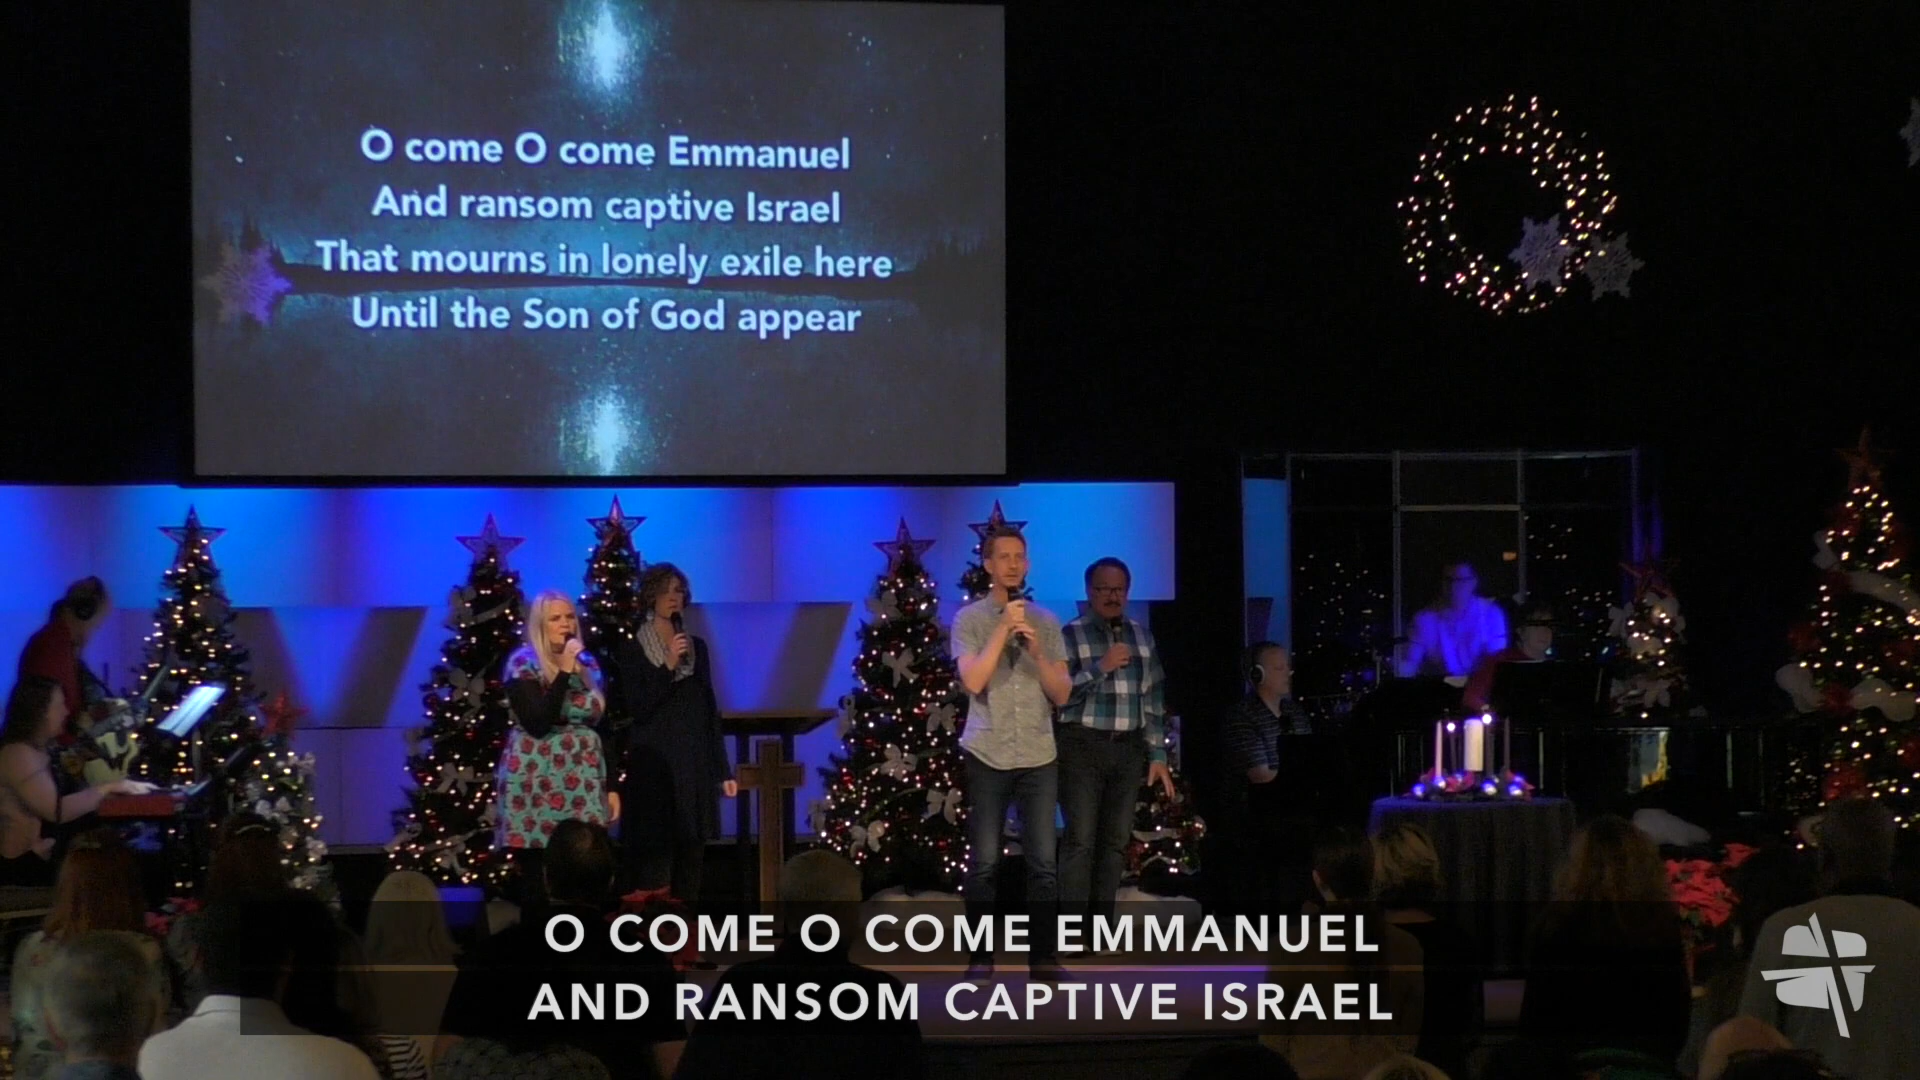 O come O come Emmanuel
And ransom captive Israel
That mourns in lonely exile here
Until the Son of God appear
O COME O COME EMMANUEL
AND RANSOM CAPTIVE ISRAEL